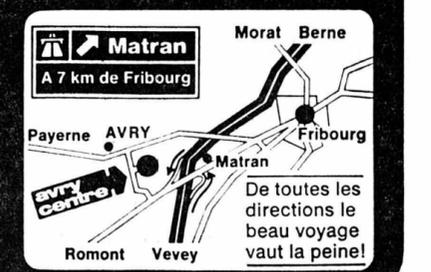 Matran
A 7 km de Fribourg
Morat Berne
Payerne AVRY
Fribourg
Matran
avry
centre
De toutes les
directions le
beau voyage
vaut la peine!
Romont Vevey